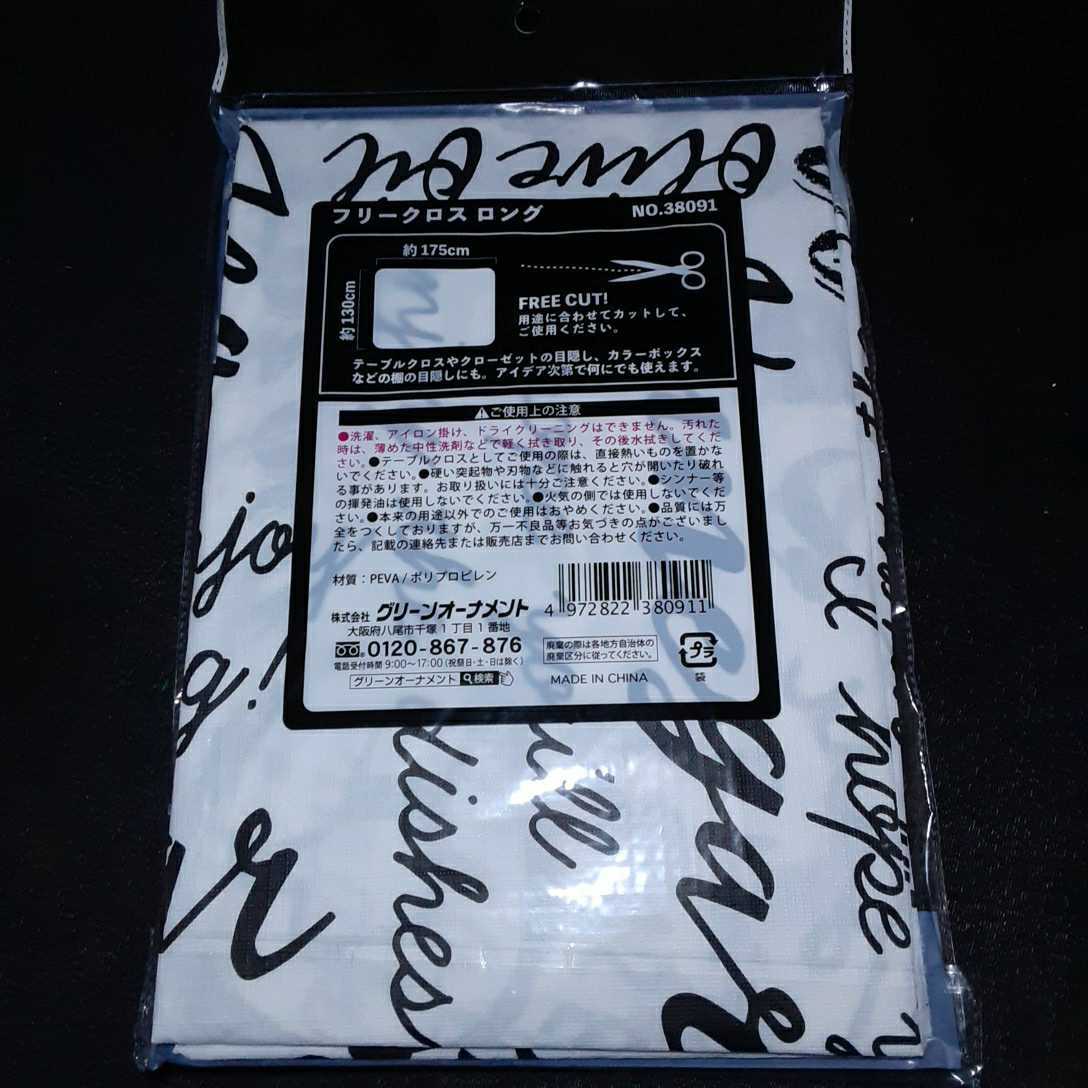 olive oil
フリークロス ロング
NO.38091
約175cm
約130cm
FREE CUT!
用途に合わせてカットして、
ご使用ください。
テーブルクロスやクローゼットの目隠し、カラーボックス
などの棚の目隠しにも。アイデア次第で何にでも使えます。
⚠ご使用上の注意
●洗濯、アイロン掛け、ドライクリーニングはできません。汚れた
時は、薄めた中性洗剤などで軽く拭き取り、その後水拭きしてくだ
さい。●テーブルクロスとしてご使用の際は、直接熱いものを置かな
いでください。●硬い突起物や刃物などに触れると穴が開いたり破れ
る事があります。お取り扱いには十分ご注意ください。●シンナー等
の揮発油は使用しないでください。●火気の側では使用しないでくだ
さい。●本来の用途以外でのご使用はおやめください。●品質には万
全をつくしておりますが、万一不良品等お気づきの点がございまし
たら、記載の連絡先または販売店までお問い合わせください。
材質：PEVA/ポリプロピレン
株式会社 グリーンオーナメント
大阪府八尾市千塚1丁目1番地
0120-867-876
電話受付時間 9:00〜17:00(祝祭日・土・日は除く)
グリーンオーナメント 検索
4 972822 380911
廃棄の際は各地方自治体の
廃棄区分に従ってください。
MADE IN CHINA
プラ
袋
dishes